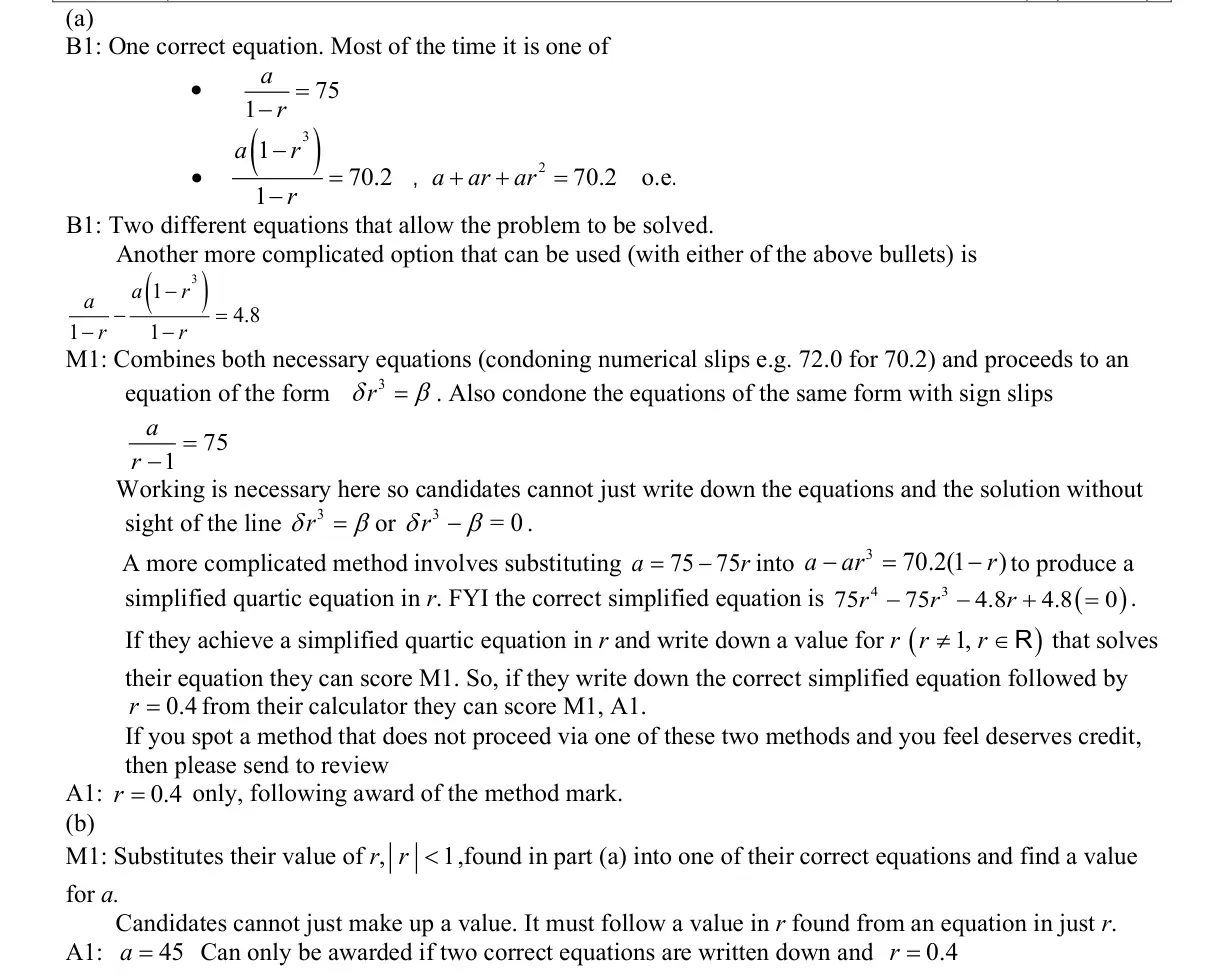 (a)
B1: One correct equation. Most of the time it is one of
• a/(1−r) = 75
• a(1−r³)/(1−r) = 70.2 , a + ar + ar² = 70.2 o.e.
B1: Two different equations that allow the problem to be solved.
Another more complicated option that can be used (with either of the above bullets) is
a/(1−r) − a(1−r³)/(1−r) = 4.8
M1: Combines both necessary equations (condoning numerical slips e.g. 72.0 for 70.2) and proceeds to an
equation of the form δr³ = β . Also condone the equations of the same form with sign slips
a/(r−1) = 75
Working is necessary here so candidates cannot just write down the equations and the solution without
sight of the line δr³ = β or δr³ − β = 0 .
A more complicated method involves substituting a = 75 − 75r into a − ar³ = 70.2(1− r) to produce a
simplified quartic equation in r. FYI the correct simplified equation is 75r⁴ − 75r³ − 4.8r + 4.8(= 0) .
If they achieve a simplified quartic equation in r and write down a value for r (r ≠ 1, r ∈ R) that solves
their equation they can score M1. So, if they write down the correct simplified equation followed by
r = 0.4 from their calculator they can score M1, A1.
If you spot a method that does not proceed via one of these two methods and you feel deserves credit,
then please send to review
A1: r = 0.4 only, following award of the method mark.
(b)
M1: Substitutes their value of r, | r | < 1 ,found in part (a) into one of their correct equations and find a value
for a.
Candidates cannot just make up a value. It must follow a value in r found from an equation in just r.
A1: a = 45 Can only be awarded if two correct equations are written down and r = 0.4